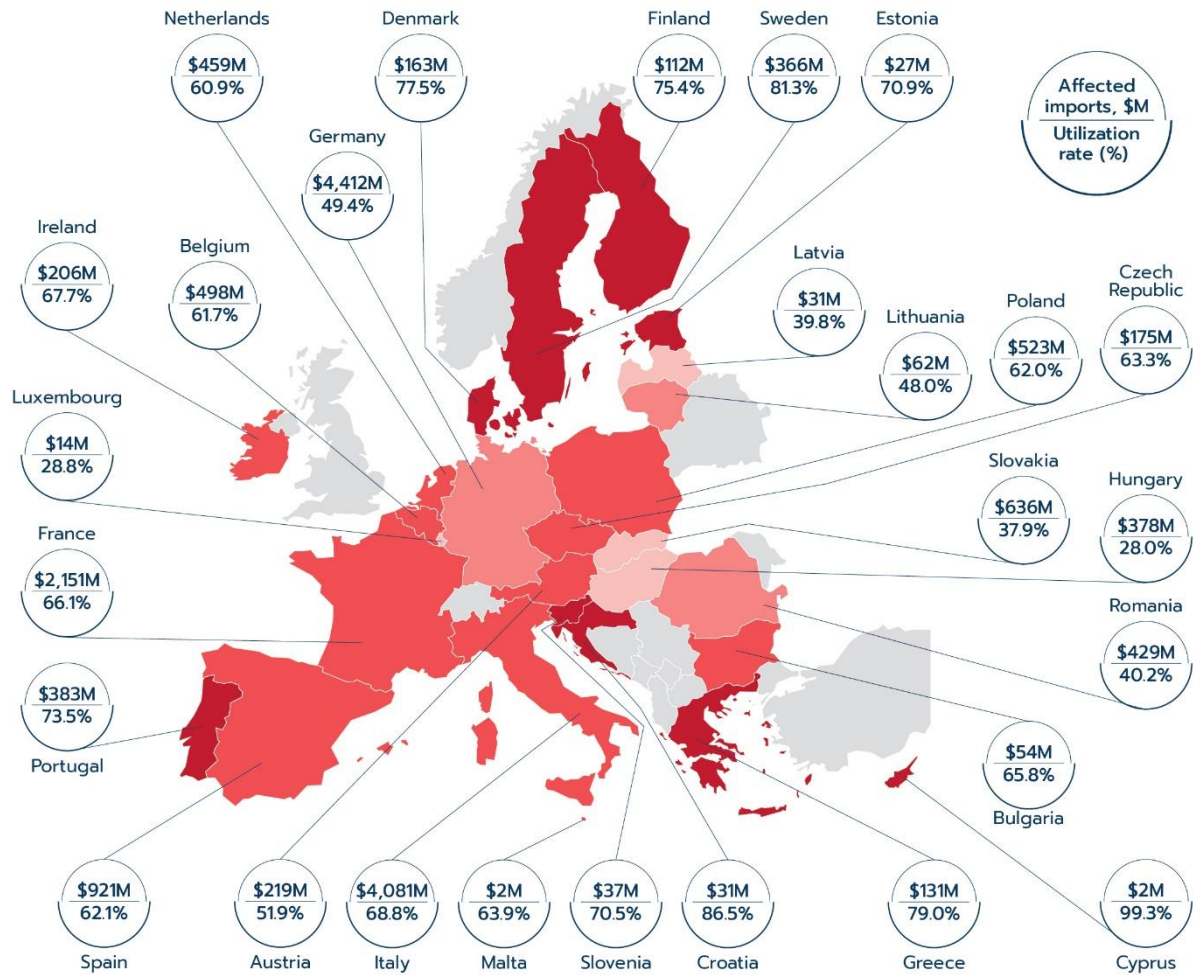 Netherlands
$459M
60.9%
Denmark
$163M
77.5%
Finland
$112M
75.4%
Sweden
$366M
81.3%
Estonia
$27M
70.9%
Affected
imports, $M
Utilization
rate (%)
Germany
$4,412M
49.4%
Ireland
$206M
67.7%
Belgium
$498M
61.7%
Latvia
$31M
39.8%
Lithuania
$62M
48.0%
Poland
$523M
62.0%
Czech
Republic
$175M
63.3%
Luxembourg
$14M
28.8%
Slovakia
$636M
37.9%
Hungary
$378M
28.0%
France
$2,151M
66.1%
Romania
$429M
40.2%
$383M
73.5%
Portugal
$54M
65.8%
Bulgaria
$921M
62.1%
Spain
$219M
51.9%
Austria
$4,081M
68.8%
Italy
$2M
63.9%
Malta
$37M
70.5%
Slovenia
$31M
86.5%
Croatia
$131M
79.0%
Greece
$2M
99.3%
Cyprus